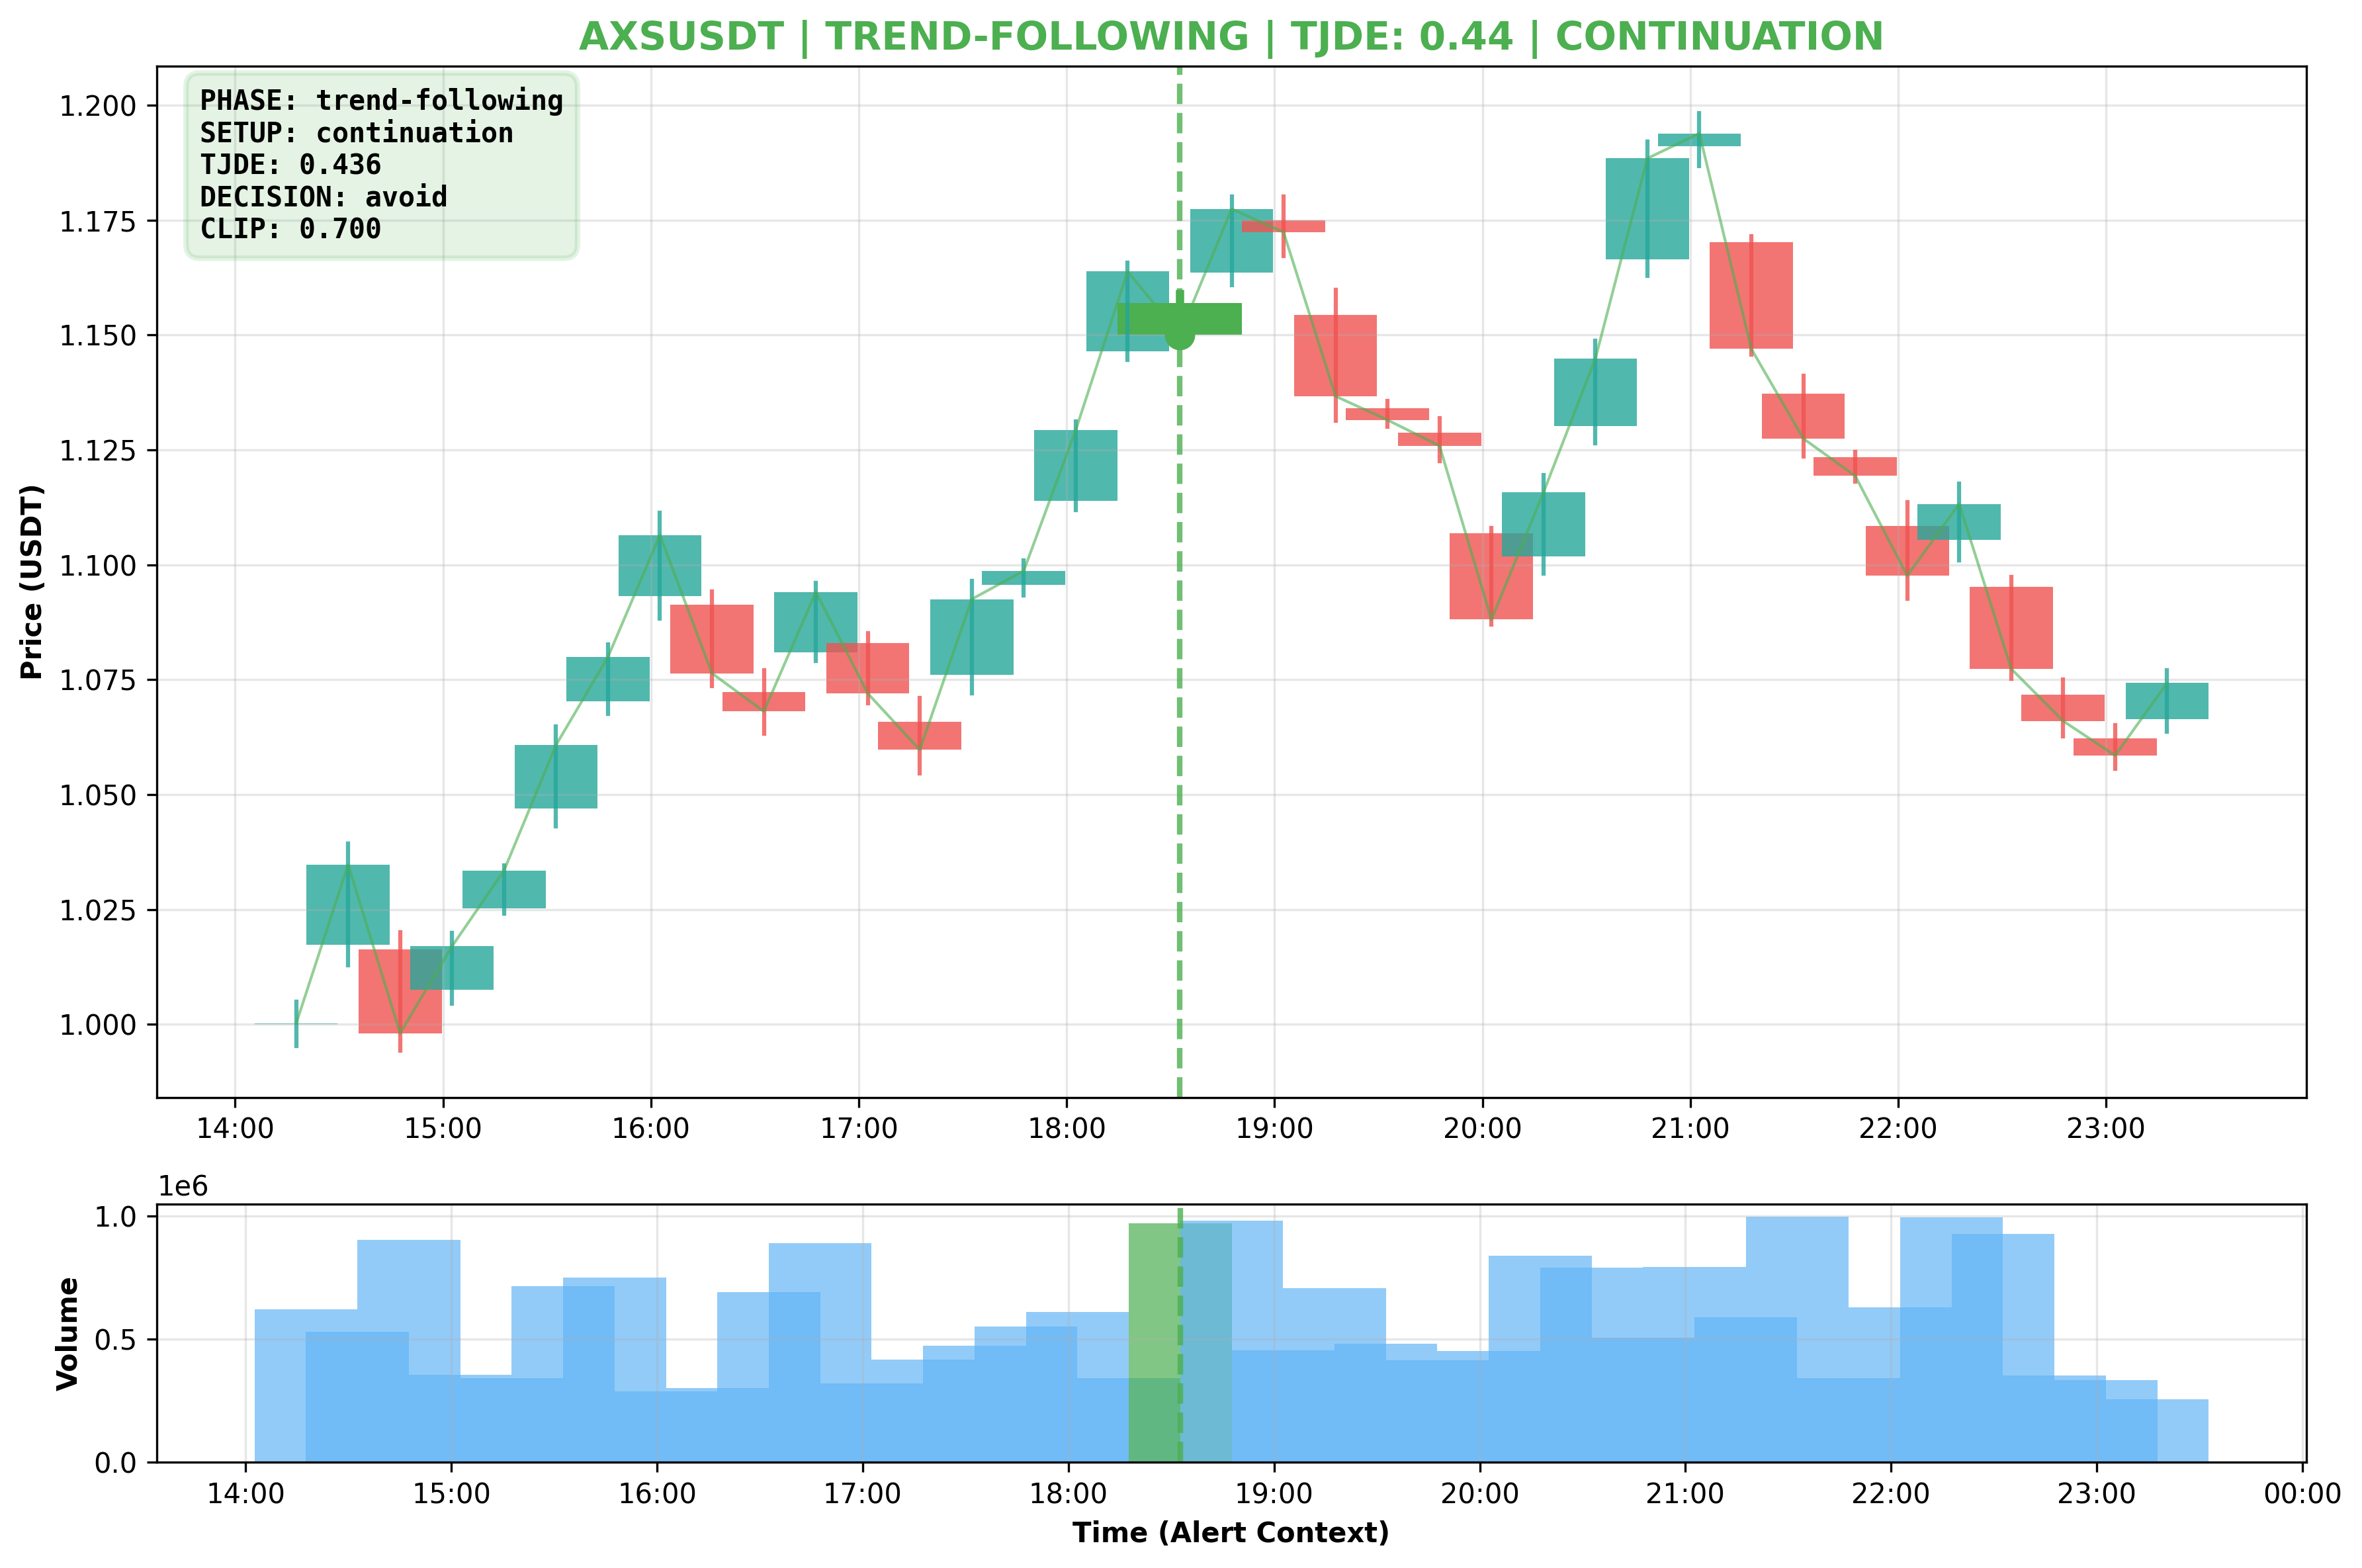 AXSUSDT | TREND-FOLLOWING | TJDE: 0.44 | CONTINUATION
PHASE: trend-following
SETUP: continuation
TJDE: 0.436
DECISION: avoid
CLIP: 0.700
Price (USDT)
1.200
1.175
1.150
1.125
1.100
1.075
1.050
1.025
1.000
14:00 15:00 16:00 17:00 18:00 19:00 20:00 21:00 22:00 23:00
1e6
Volume
1.0
0.5
0.0
14:00 15:00 16:00 17:00 18:00 19:00 20:00 21:00 22:00 23:00 00:00
Time (Alert Context)